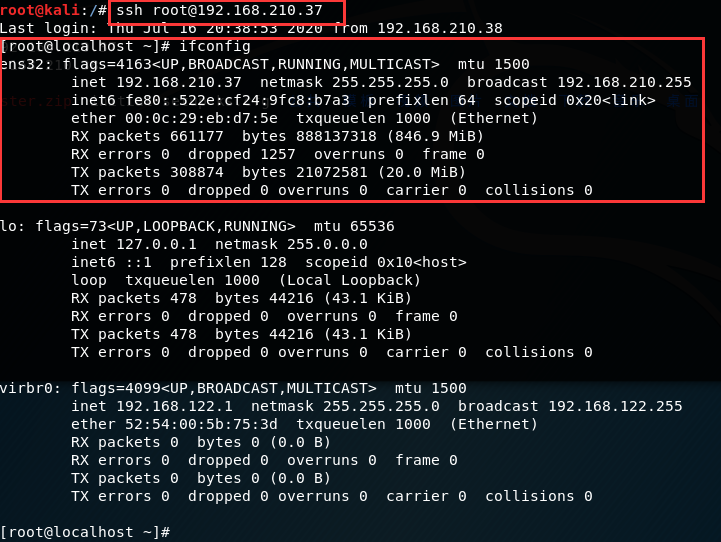 root@kali:/# ssh root@192.168.210.37
Last login: Thu Jul 16 20:38:53 2020 from 192.168.210.38
[root@localhost ~]# ifconfig
ens32: flags=4163<UP,BROADCAST,RUNNING,MULTICAST>  mtu 1500
        inet 192.168.210.37  netmask 255.255.255.0  broadcast 192.168.210.255
        inet6 fe80::522b:cf24:9fc8:b7a3  prefixlen 64  scopeid 0x20<link>
        ether 00:0c:29:eb:d7:5e  txqueuelen 1000  (Ethernet)
        RX packets 661177  bytes 888137318 (846.9 MiB)
        RX errors 0  dropped 1257  overruns 0  frame 0
        TX packets 308874  bytes 21072581 (20.0 MiB)
        TX errors 0  dropped 0 overruns 0  carrier 0  collisions 0
lo: flags=73<UP,LOOPBACK,RUNNING>  mtu 65536
        inet 127.0.0.1  netmask 255.0.0.0
        inet6 ::1  prefixlen 128  scopeid 0x10<host>
        loop  txqueuelen 1000  (Local Loopback)
        RX packets 478  bytes 44216 (43.1 KiB)
        RX errors 0  dropped 0  overruns 0  frame 0
        TX packets 478  bytes 44216 (43.1 KiB)
        TX errors 0  dropped 0 overruns 0  carrier 0  collisions 0
virbr0: flags=4099<UP,BROADCAST,MULTICAST>  mtu 1500
        inet 192.168.122.1  netmask 255.255.255.0  broadcast 192.168.122.255
        ether 52:54:00:5b:75:3d  txqueuelen 1000  (Ethernet)
        RX packets 0  bytes 0 (0.0 B)
        RX errors 0  dropped 0  overruns 0  frame 0
        TX packets 0  bytes 0 (0.0 B)
        TX errors 0  dropped 0 overruns 0  carrier 0  collisions 0
[root@localhost ~]#